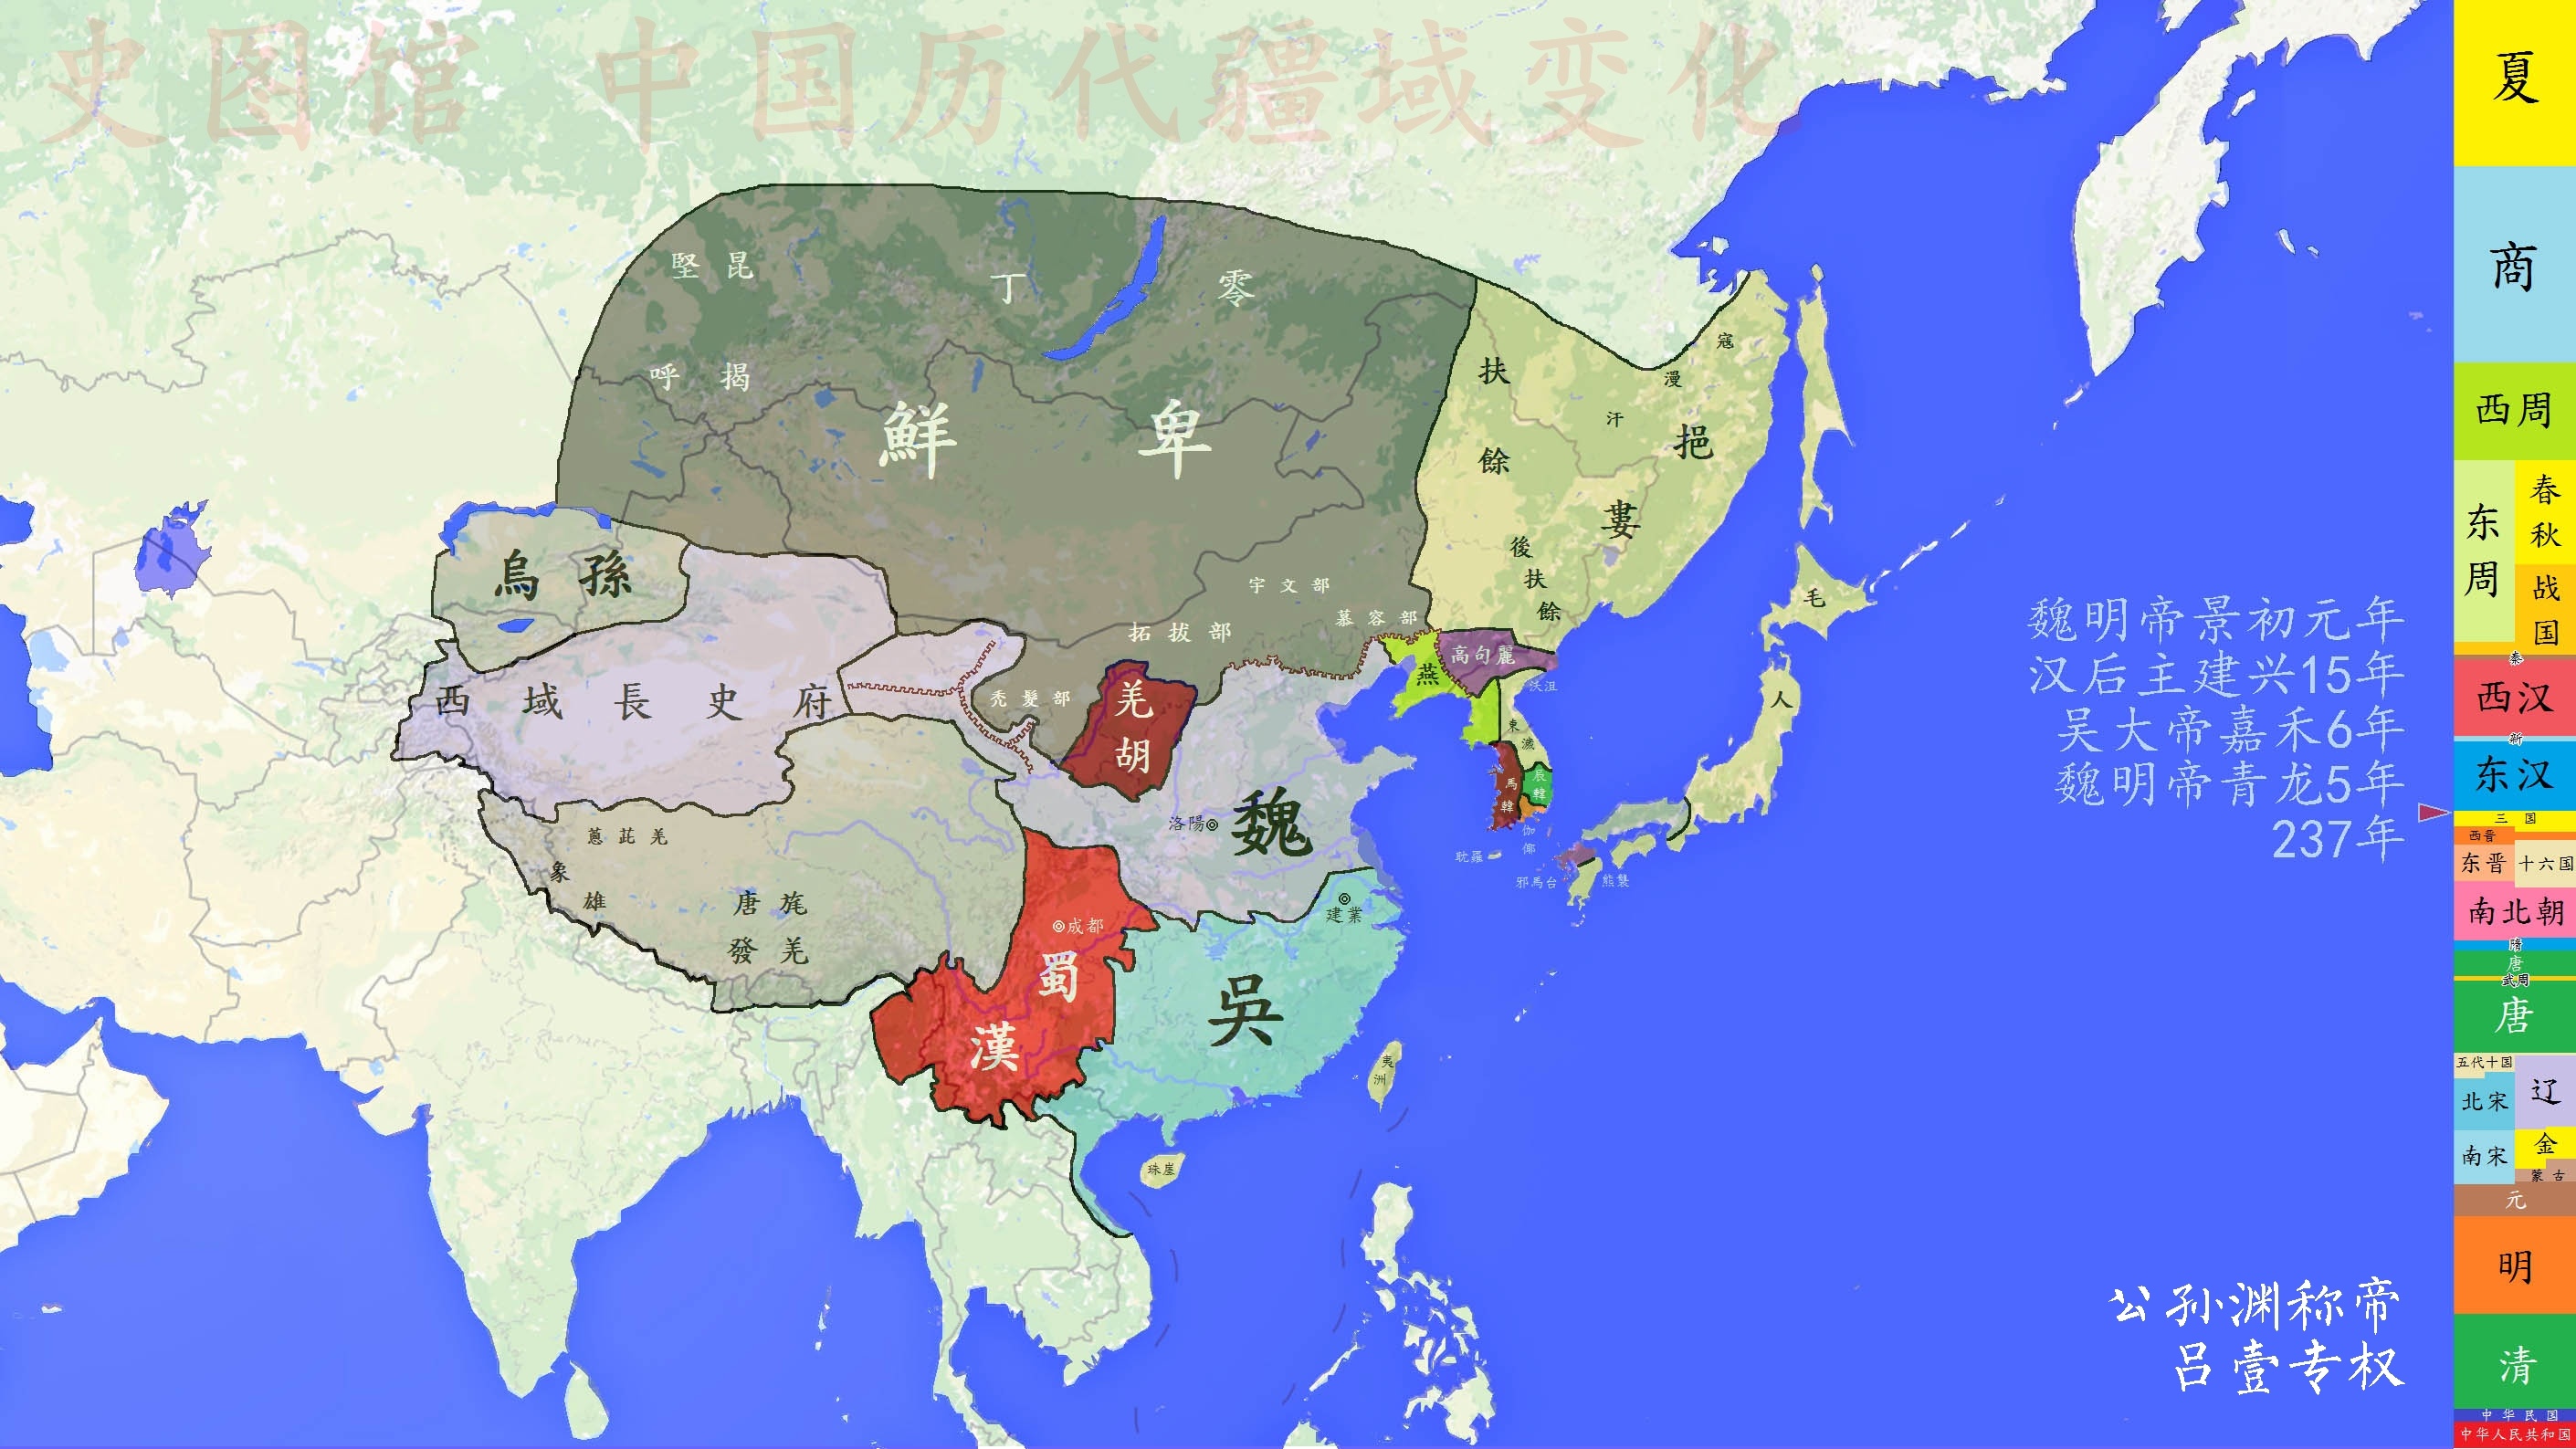 史图馆 中国历代疆域变化
堅昆
丁零
呼揭
鮮卑
扶餘
寇漫汗
挹婁
後扶餘
烏孫
宇文部
慕容部
拓拔部
禿髮部
高句麗
燕
沃沮
東濊
毛人
西域長史府
羌胡
馬韓
辰韓
伽倻
耽羅
邪馬台
熊襲
洛陽
魏
蔥茈羌
象雄
唐旄
發羌
成都
蜀漢
建業
吳
夷洲
珠崖
魏明帝景初元年
汉后主建兴15年
吴大帝嘉禾6年
魏明帝青龙5年
237年
公孙渊称帝
吕壹专权
夏
商
西周
东周
春秋
战国
秦
西汉
新
东汉
三国
西晋
东晋
十六国
南北朝
隋
唐
武周
唐
五代十国
辽
北宋
南宋
金
蒙古
元
明
清
中华民国
中华人民共和国